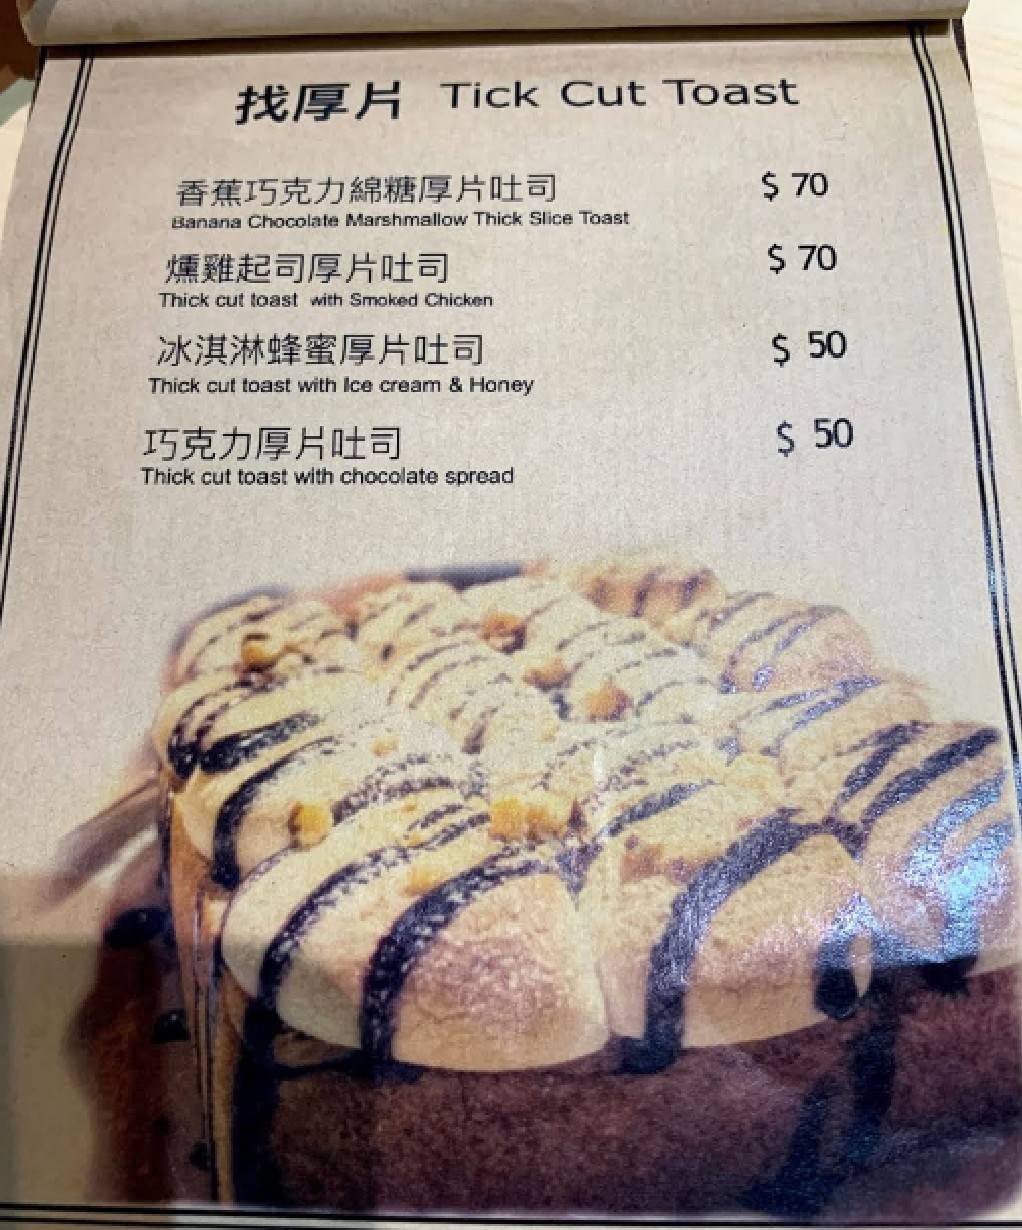 找厚片 Tick Cut Toast
香蕉巧克力綿糖厚片吐司 $ 70
Banana Chocolate Marshmallow Thick Slice Toast
燻雞起司厚片吐司 $ 70
Thick cut toast with Smoked Chicken
冰淇淋蜂蜜厚片吐司 $ 50
Thick cut toast with Ice cream & Honey
巧克力厚片吐司 $ 50
Thick cut toast with chocolate spread